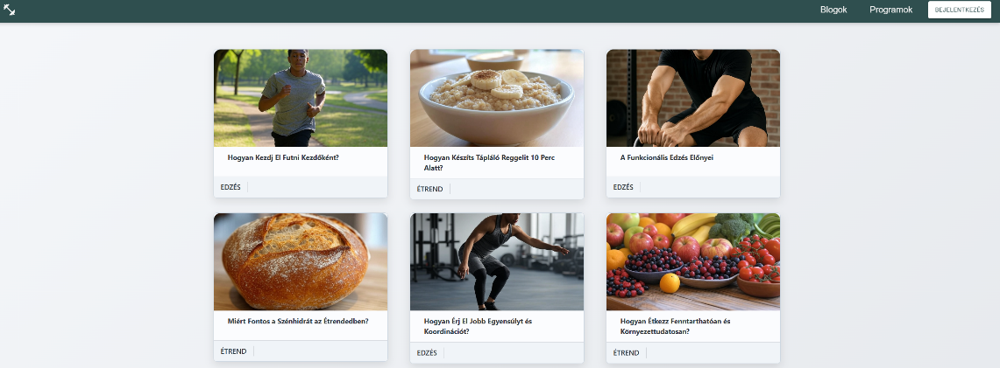 Blogok
Programok
BEJELENTKEZÉS
Hogyan Kezdj El Futni Kezdőként?
EDZÉS
Hogyan Készíts Tápláló Reggelit 10 Perc
Alatt?
ÉTREND
A Funkcionális Edzés Előnyei
EDZÉS
Miért Fontos a Szénhidrát az Étrendedben?
ÉTREND
Hogyan Érj El Jobb Egyensúlyt és
Koordinációt?
EDZÉS
Hogyan Étkezz Fenntarthatóan és
Környezettudatosan?
ÉTREND